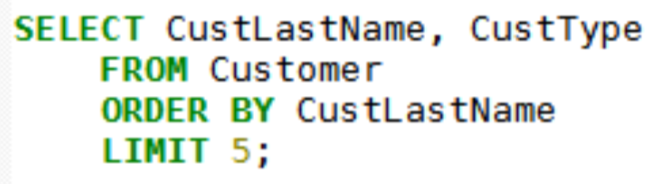 SELECT CustLastName, CustType
FROM Customer
ORDER BY CustLastName
LIMIT 5;